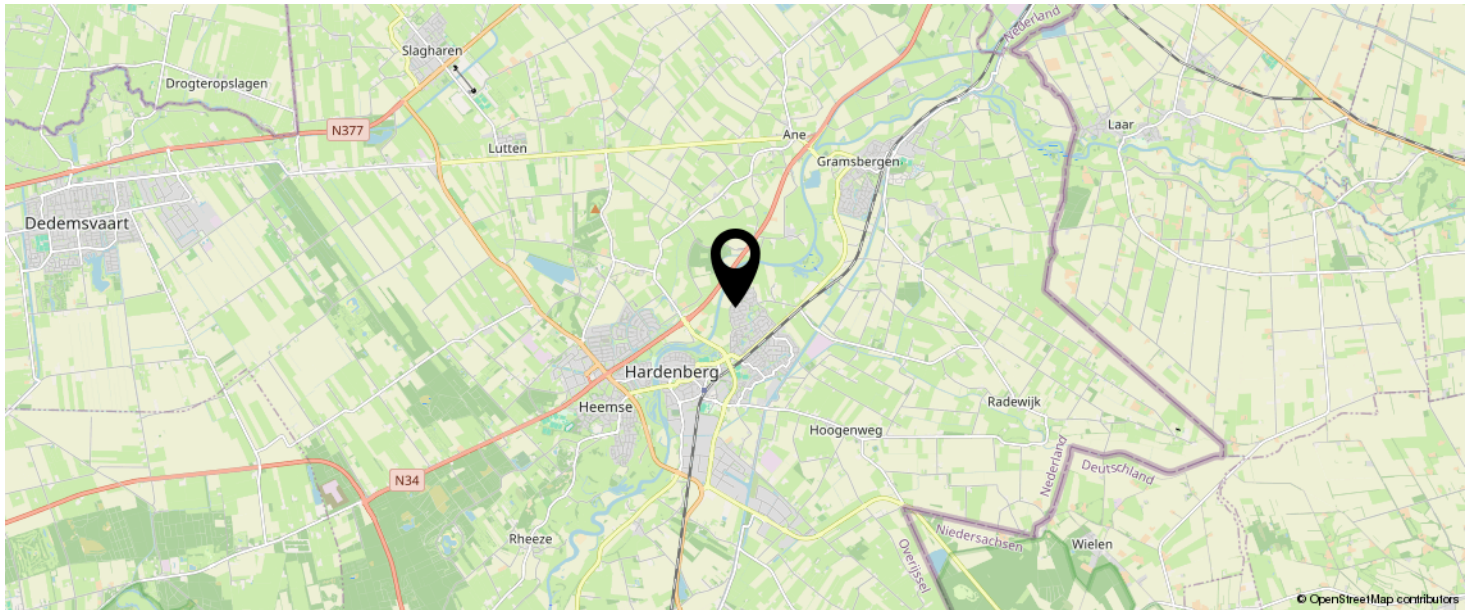 Nederland
Slagharen
Drogteropslagen
N377
Laar
Ane
Lutten
Gramsbergen
Dedemsvaart
Hardenberg
Heemse
Radewijk
Hoogenweg
Nederland
Deutschland
N34
Rheeze
Niedersachsen
Wielen
Overijssel
© OpenStreetMap contributors